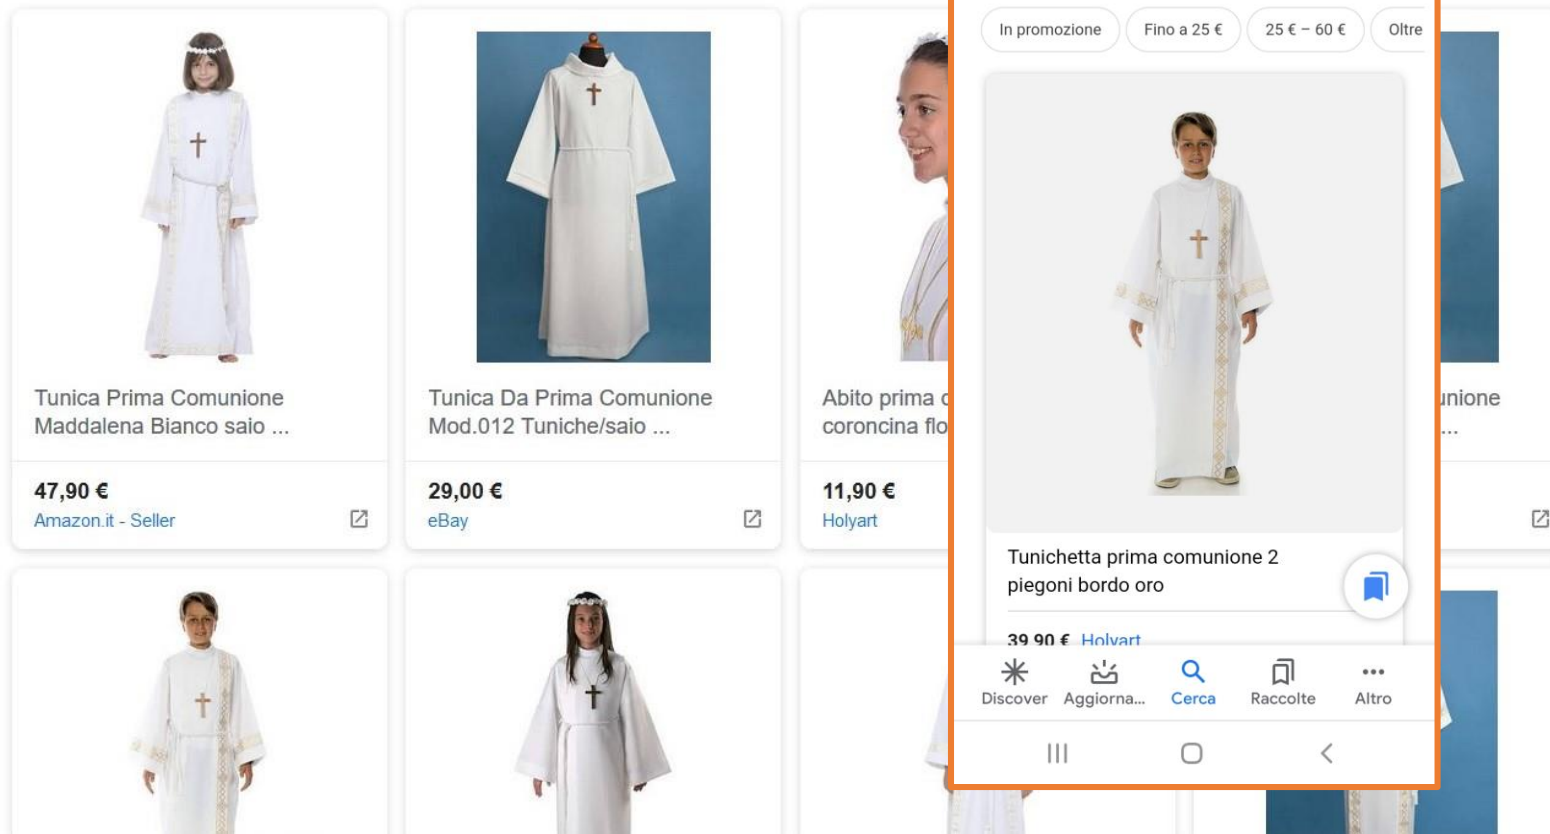 In promozione
Fino a 25 €
25 € – 60 €
Oltre
Tunica Prima Comunione
Maddalena Bianco saio ...
47,90 €
Amazon.it - Seller
Tunica Da Prima Comunione
Mod.012 Tuniche/saio ...
29,00 €
eBay
Abito prima
coroncina
11,90 €
Holyart
Tunichetta prima comunione 2
piegoni bordo oro
39,90 € Holyart
Discover
Aggiorna...
Cerca
Raccolte
Altro